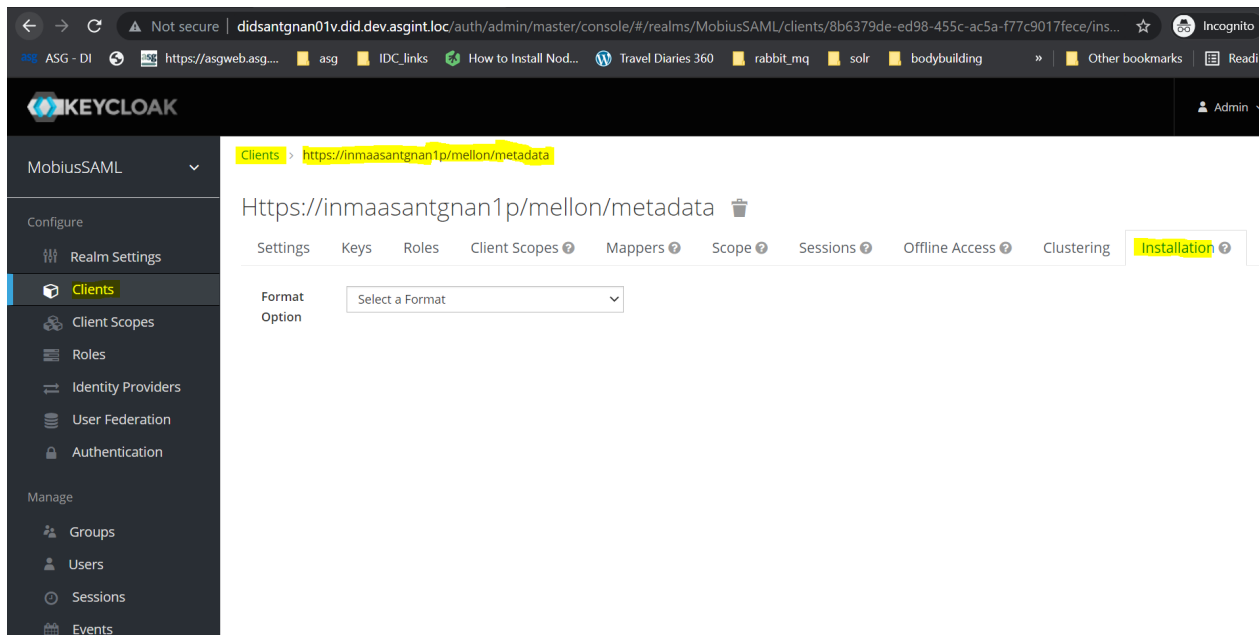 Not secure | didsantgnan01v.did.dev.asgint.loc/auth/admin/master/console/#/realms/MobiusSAML/clients/8b6379de-ed98-455c-ac5a-f77c9017fece/ins... Incognito
asg ASG - DI https://asgweb.asg.... asg IDC_links How to Install Nod... Travel Diaries 360 rabbit_mq solr bodybuilding » Other bookmarks Readi
KEYCLOAK
Admin
MobiusSAML
Clients > https://inmaasantgnan1p/mellon/metadata
Https://inmaasantgnan1p/mellon/metadata
Settings Keys Roles Client Scopes Mappers Scope Sessions Offline Access Clustering Installation
Format Option
Select a Format
Configure
Realm Settings
Clients
Client Scopes
Roles
Identity Providers
User Federation
Authentication
Manage
Groups
Users
Sessions
Events